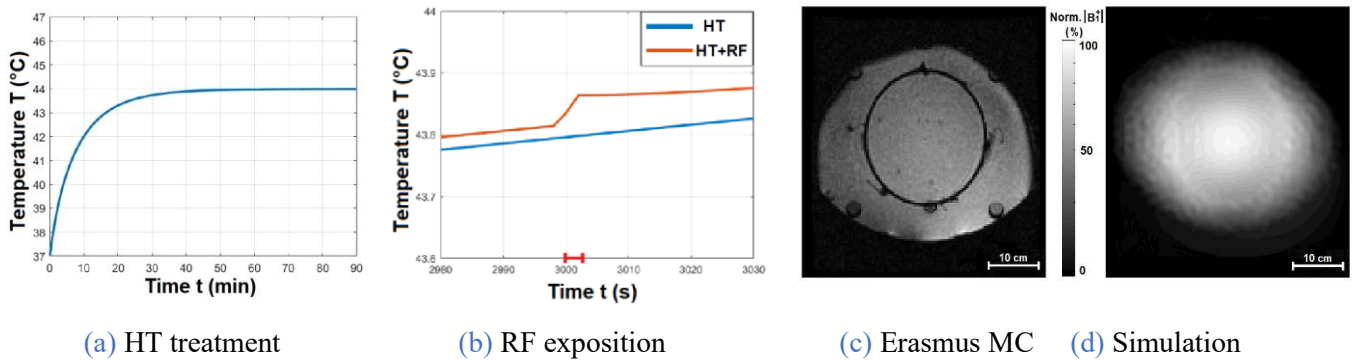 47
46
45
44
43
42
41
40
39
38
37
Temperature T (°C)
0 10 20 30 40 50 60 70 80 90
Time t (min)
(a) HT treatment
44
43.9
43.8
43.7
43.6
Temperature T (°C)
HT
HT+RF
2980 2990 3000 3010 3020 3030
Time t (s)
(b) RF exposition
10 cm
(c) Erasmus MC
Norm. |B₁⁺|
(%)
100
50
0
10 cm
(d) Simulation